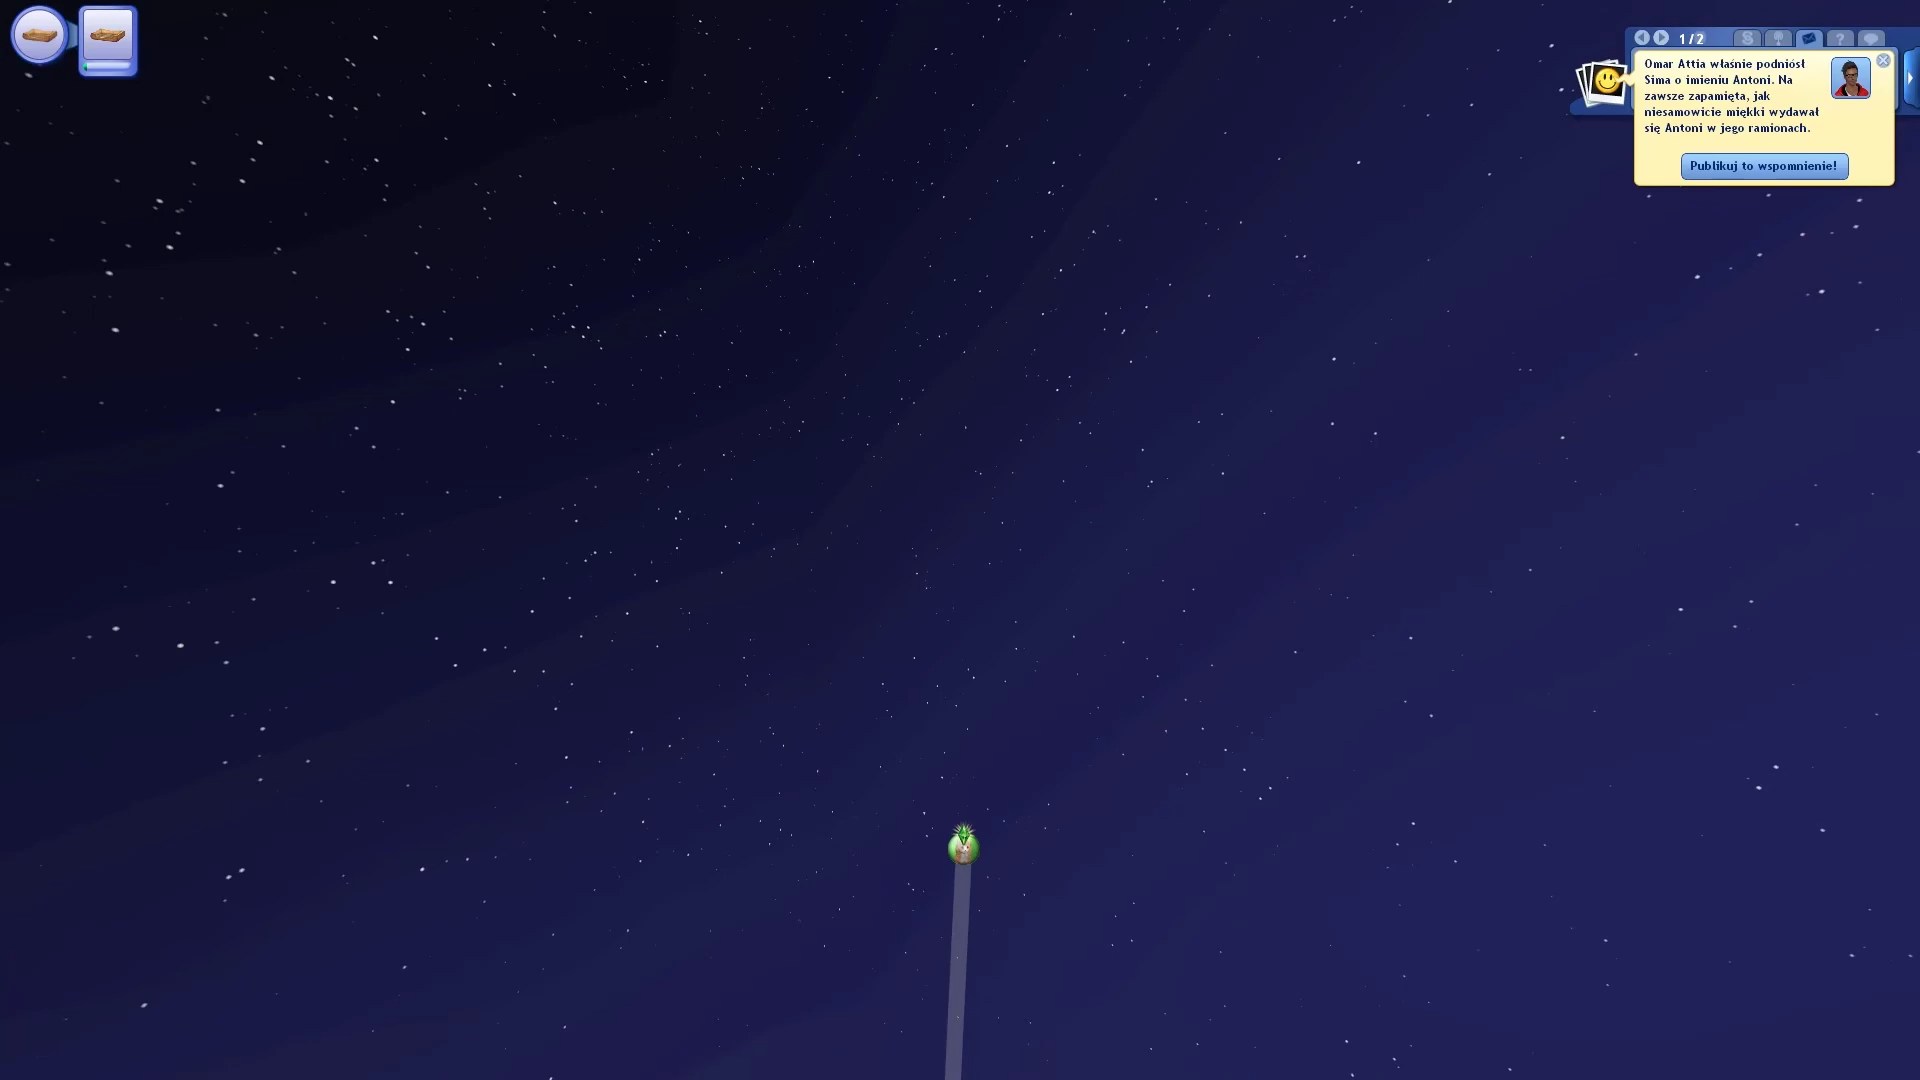 1/2
Omar Attia właśnie podniósł
Sima o imieniu Antoni. Na
zawsze zapamięta, jak
niesamowicie miękki wydawał
się Antoni w jego ramionach.
Publikuj to wspomnienie!